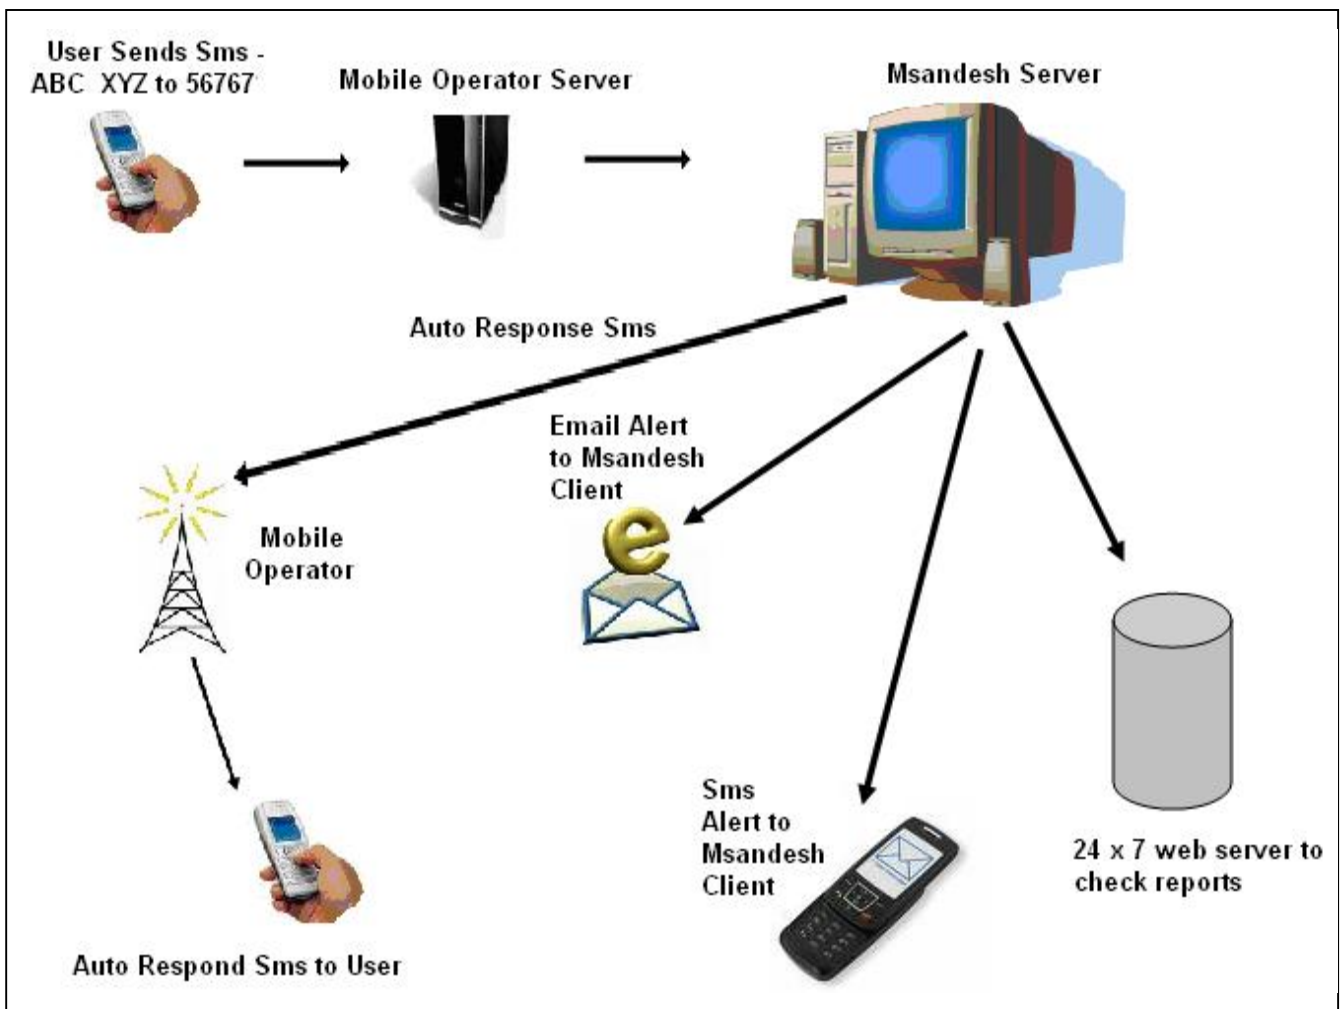 User Sends Sms -
ABC XYZ to 56767
Mobile Operator Server
Msandesh Server
Auto Response Sms
Email Alert
to Msandesh
Client
Mobile
Operator
Sms
Alert to
Msandesh
Client
24 x 7 web server to
check reports
Auto Respond Sms to User